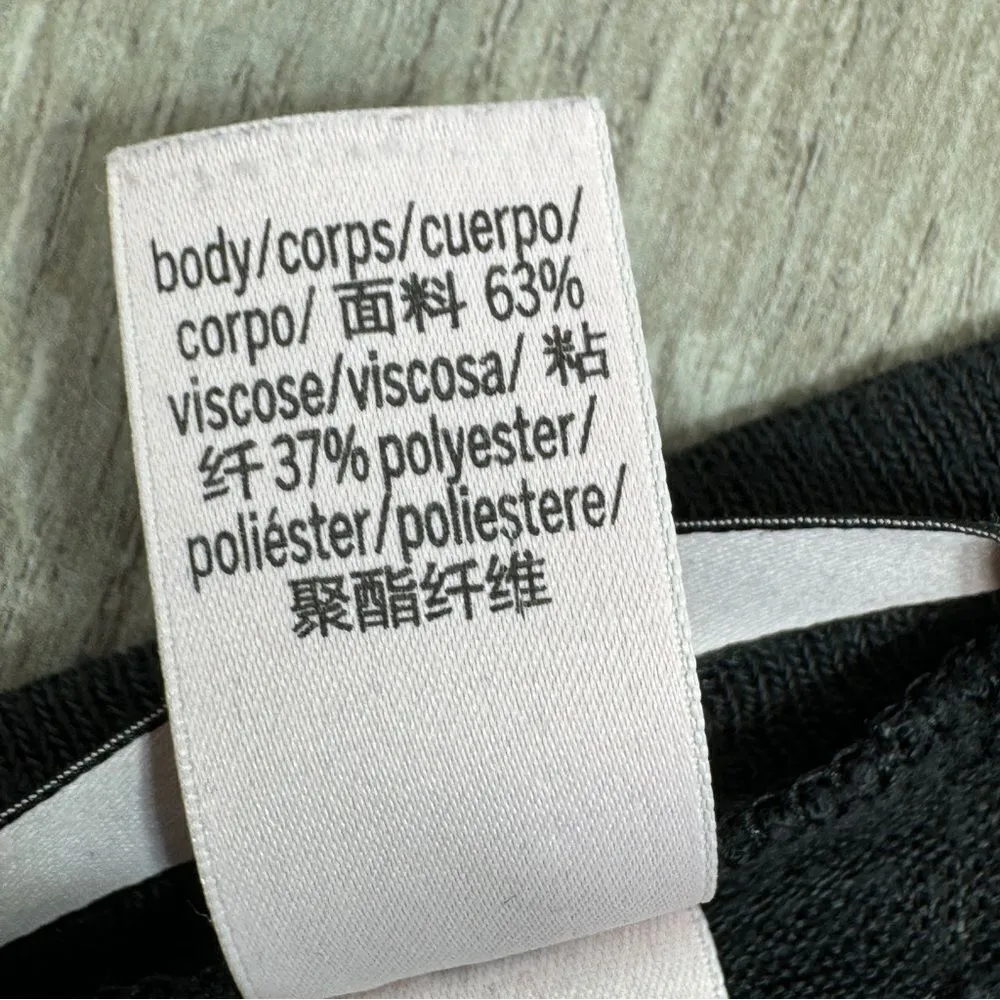 body/corps/cuerpo/
corpo/ 面料 63%
viscose/viscosa/ 粘
纤 37% polyester/
poliéster/poliestere/
聚酯纤维